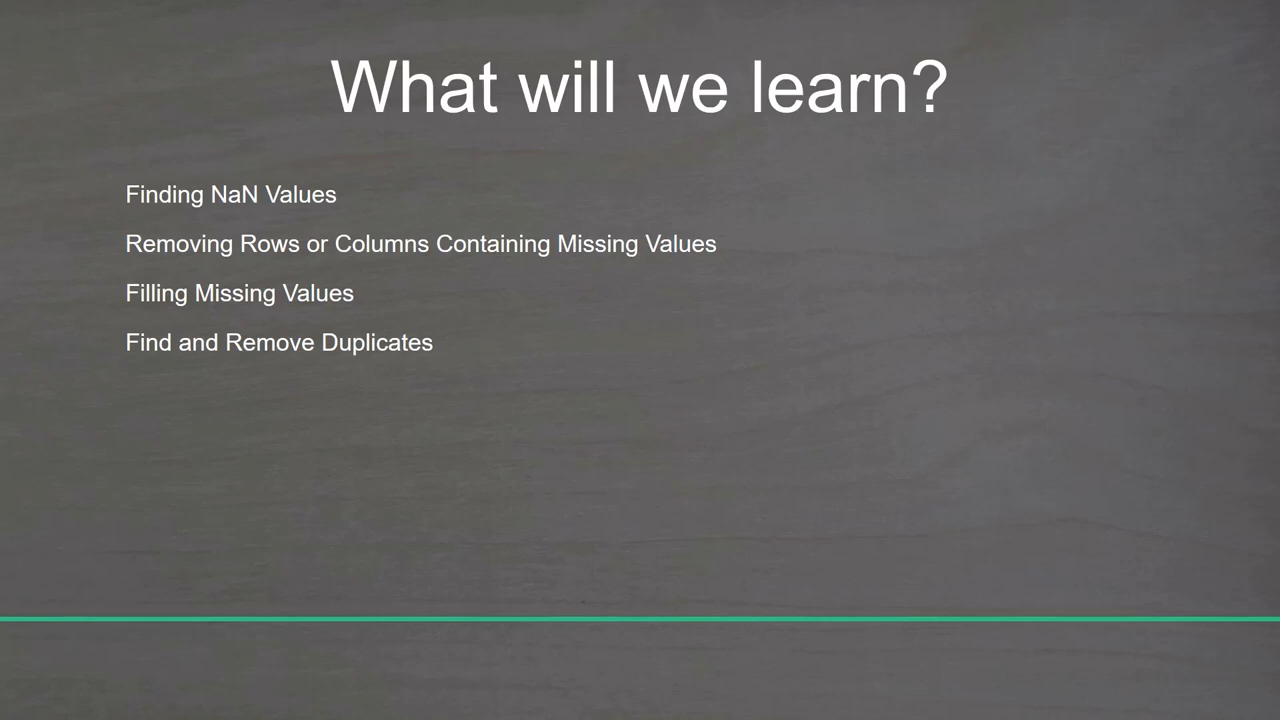 What will we learn?
Finding NaN Values
Removing Rows or Columns Containing Missing Values
Filling Missing Values
Find and Remove Duplicates